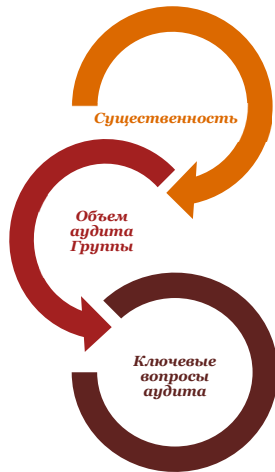 Существенность
Объем
аудита
Группы
Ключевые
вопросы
аудита